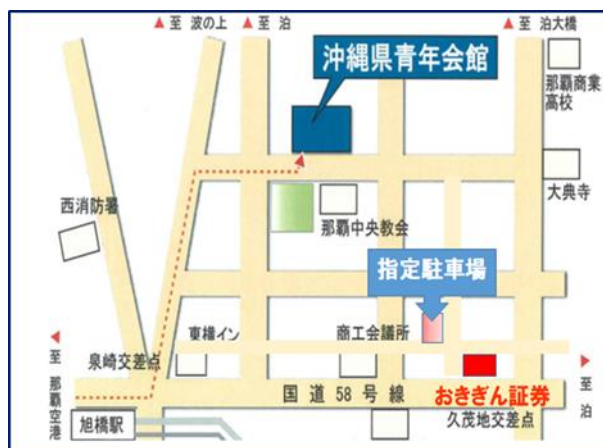 ▲至 波の上
▲至 泊
▲至 泊大橋
沖縄県青年会館
那覇商業
高校
大典寺
西消防署
那覇中央教会
指定駐車場
東横イン
商工会議所
泉崎交差点
▲至 那覇空港
国道58号線
おきぎん証券
▲至 泊
旭橋駅
久茂地交差点